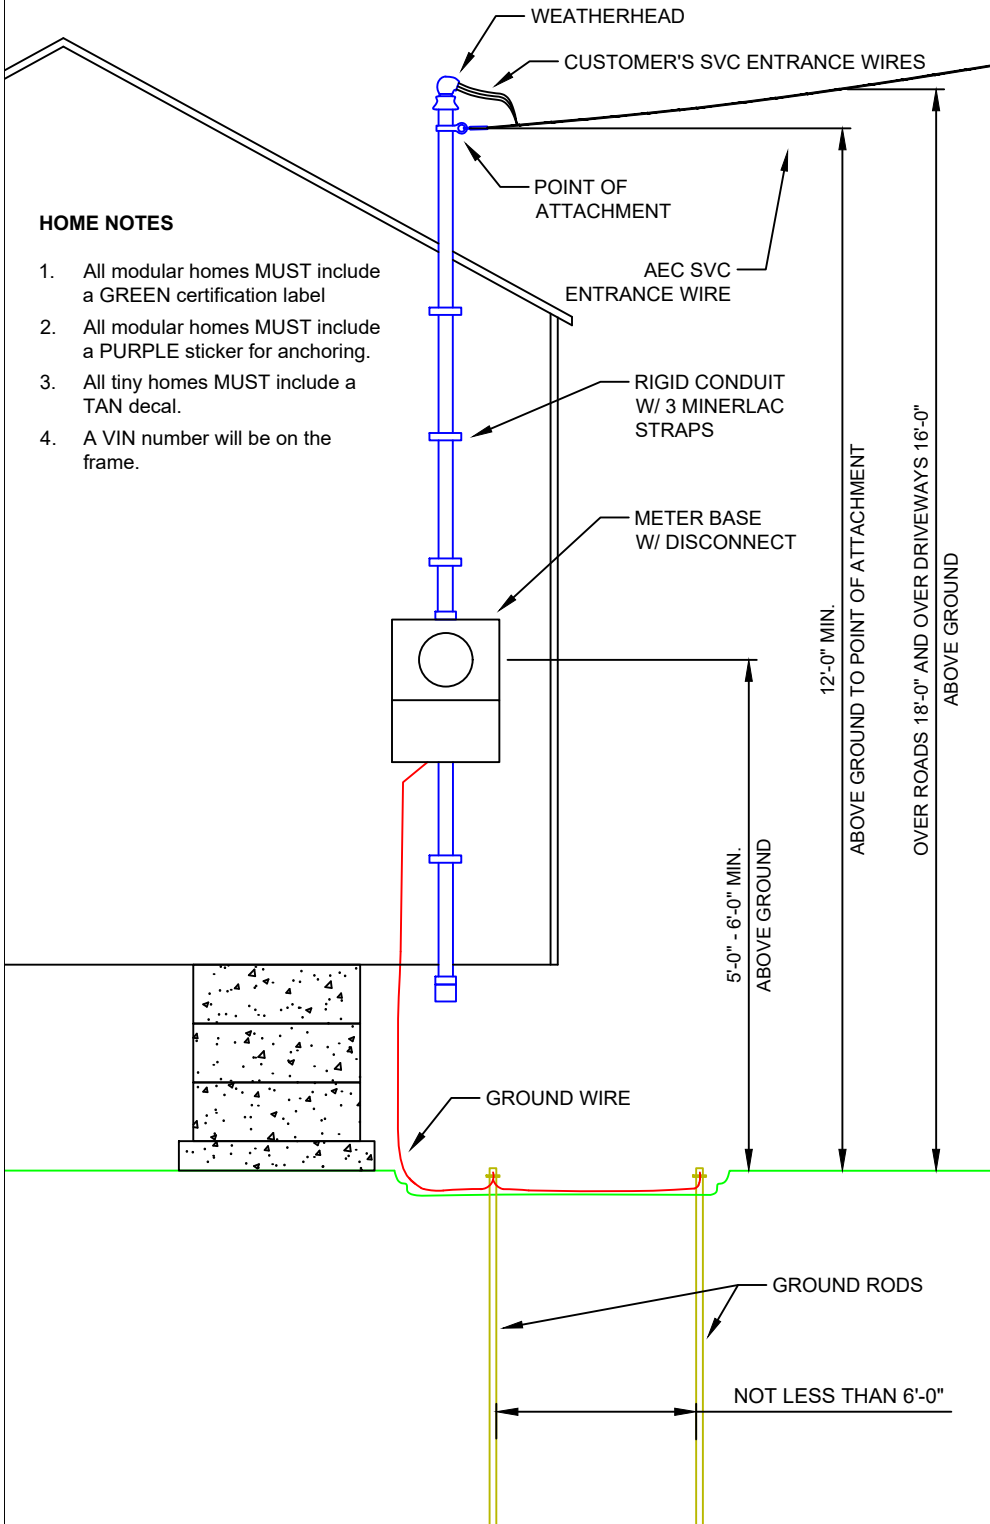 WEATHERHEAD
CUSTOMER'S SVC ENTRANCE WIRES
POINT OF
ATTACHMENT
AEC SVC
ENTRANCE WIRE
HOME NOTES
1. All modular homes MUST include
a GREEN certification label
2. All modular homes MUST include
a PURPLE sticker for anchoring.
3. All tiny homes MUST include a
TAN decal.
4. A VIN number will be on the
frame.
RIGID CONDUIT
W/ 3 MINERLAC
STRAPS
METER BASE
W/ DISCONNECT
5'-0" - 6'-0" MIN.
ABOVE GROUND
12'-0" MIN.
ABOVE GROUND TO POINT OF ATTACHMENT
OVER ROADS 18'-0" AND OVER DRIVEWAYS 16'-0"
ABOVE GROUND
GROUND WIRE
GROUND RODS
NOT LESS THAN 6'-0"